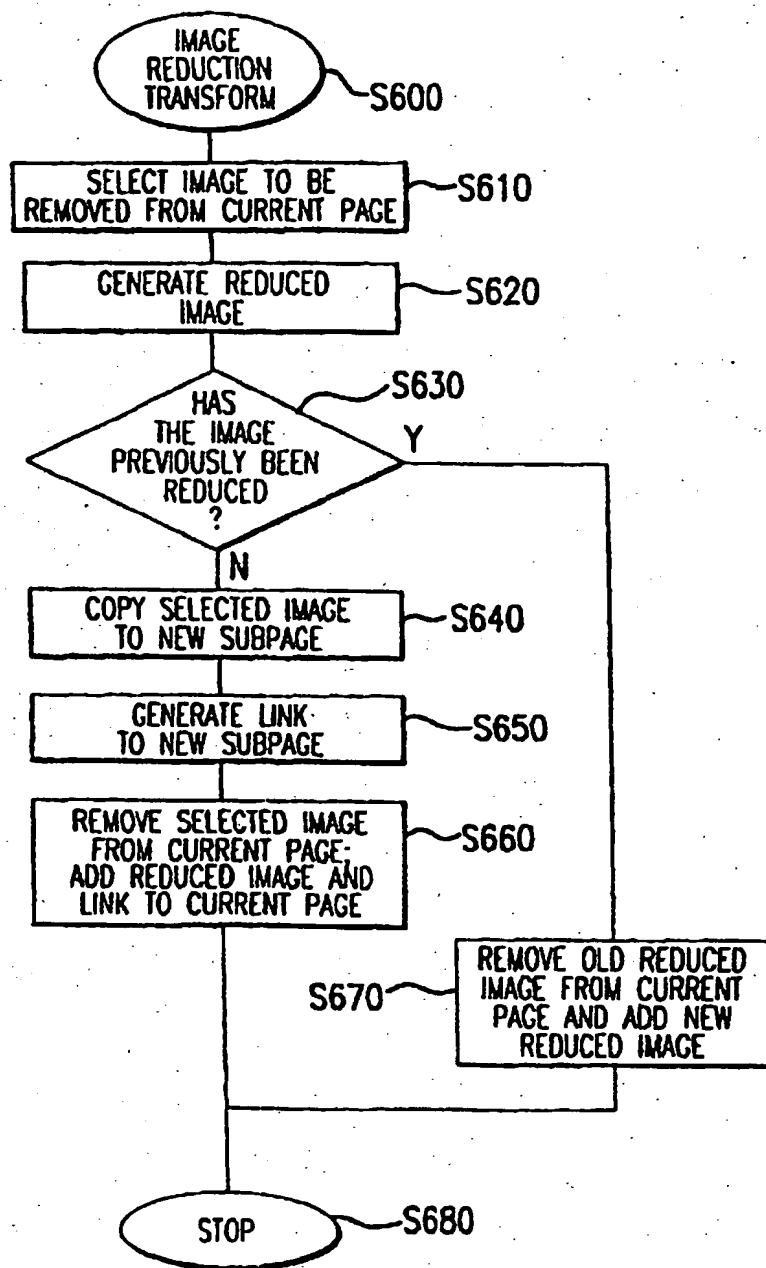 IMAGE
REDUCTION
TRANSFORM
S600
SELECT IMAGE TO BE
REMOVED FROM CURRENT PAGE
S610
GENERATE REDUCED
IMAGE
S620
HAS
THE IMAGE
PREVIOUSLY BEEN
REDUCED
?
S630
Y
N
COPY SELECTED IMAGE
TO NEW SUBPAGE
S640
GENERATE LINK
TO NEW SUBPAGE
S650
REMOVE SELECTED IMAGE
FROM CURRENT PAGE;
ADD REDUCED IMAGE AND
LINK TO CURRENT PAGE
S660
REMOVE OLD REDUCED
IMAGE FROM CURRENT
PAGE AND ADD NEW
REDUCED IMAGE
S670
STOP
S680